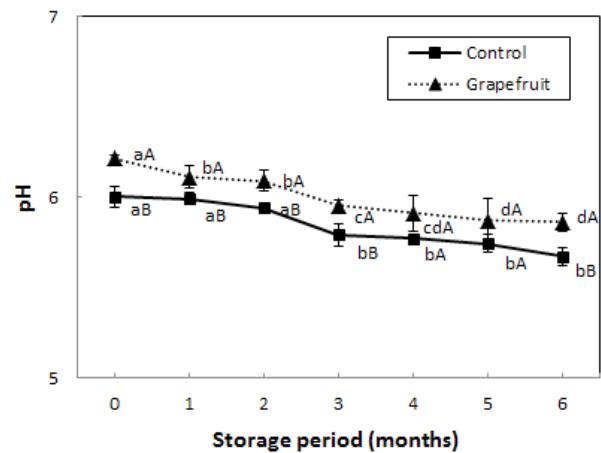 7
Control
Grapefruit
aA
bA
bA
cA
cdA
dA
dA
6
pH
aB
aB
aB
bB
bA
bA
bB
5
0 1 2 3 4 5 6
Storage period (months)